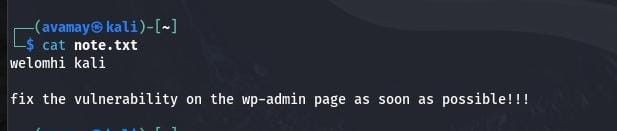 ┌──(avamay㉿kali)-[~]
└─$ cat note.txt
welomhi kali
fix the vulnerability on the wp-admin page as soon as possible!!!